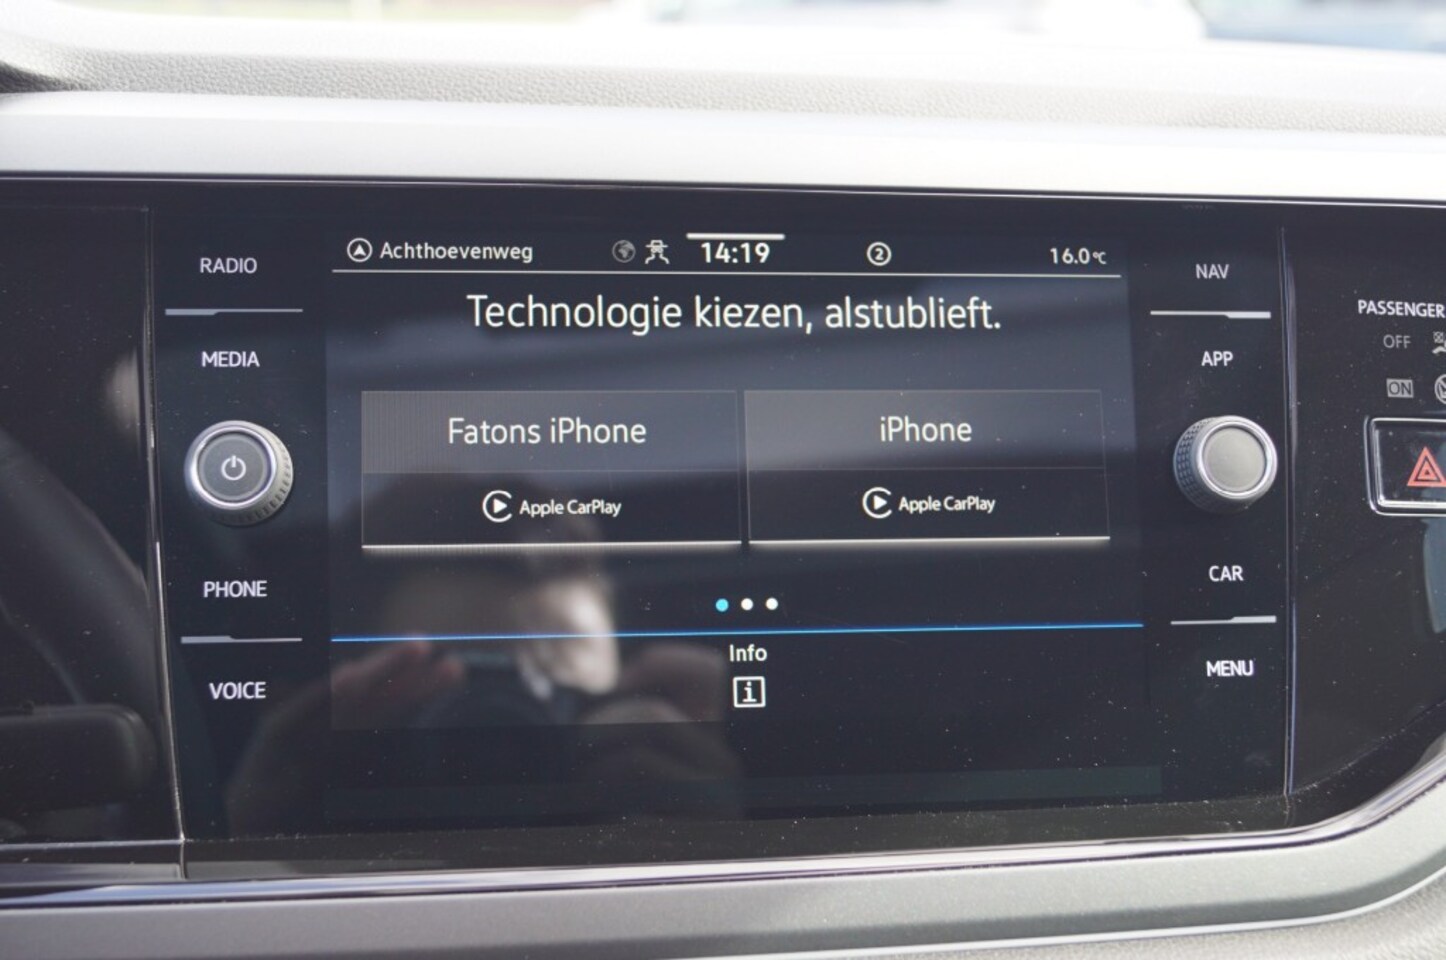 RADIO
MEDIA
PHONE
VOICE
Achthoevenweg
14:19
2
16.0°C
Technologie kiezen, alstublieft.
Fatons iPhone
Apple CarPlay
iPhone
Apple CarPlay
Info
i
NAV
APP
CAR
MENU
PASSENGER
OFF
ON